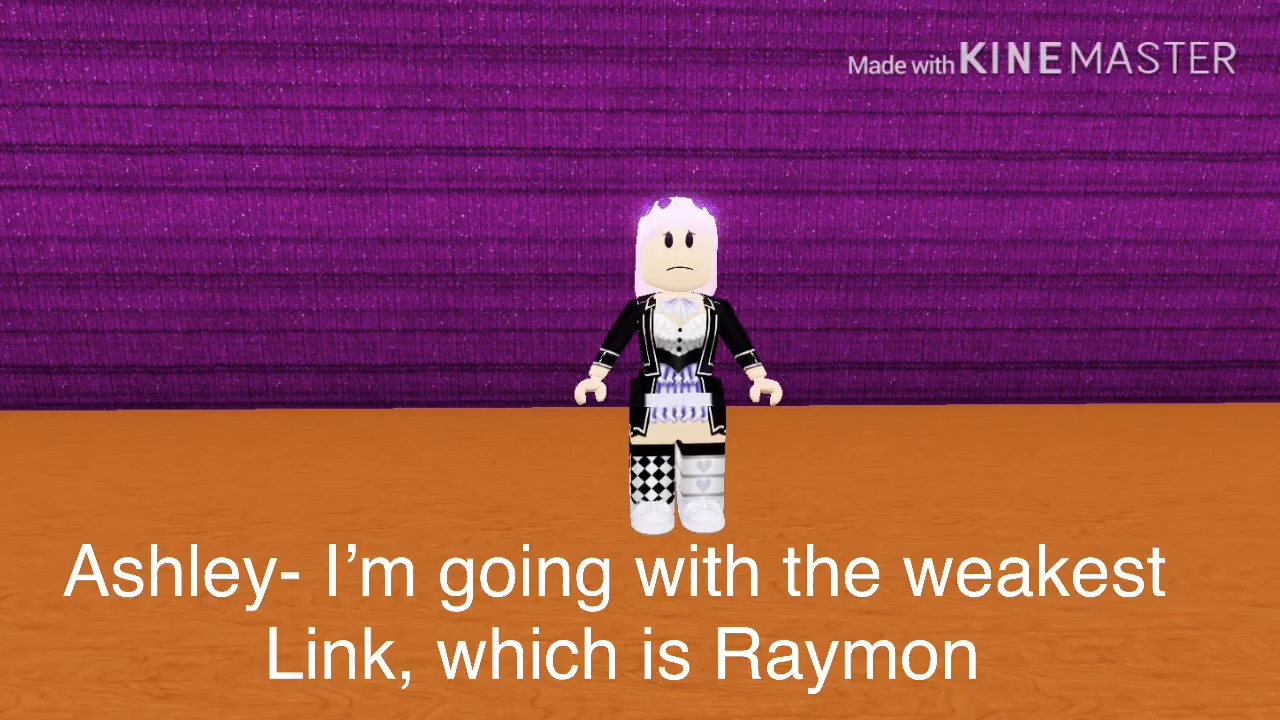 Made with KINEMASTER
Ashley- I’m going with the weakest
Link, which is Raymon